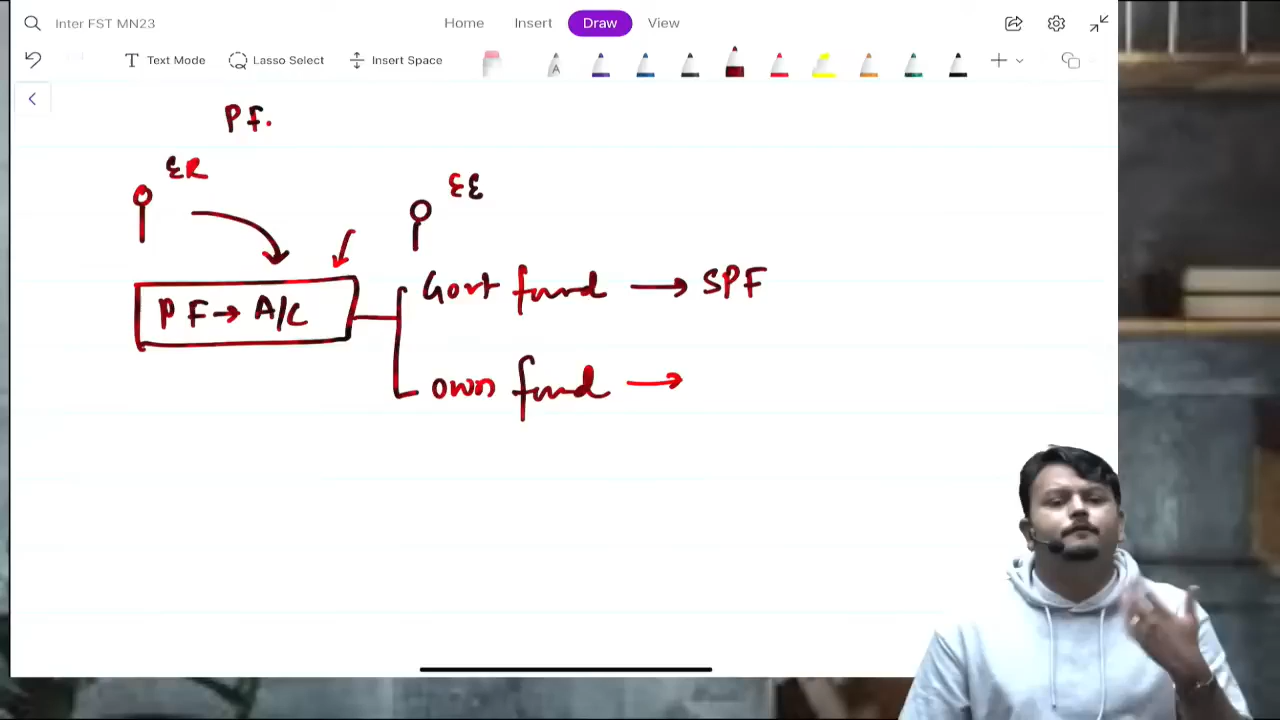 Inter FST MN23
Home Insert Draw View
T Text Mode Lasso Select Insert Space
A
PF.
ER
EE
PF → A/C
Govt fund → SPF
own fund →